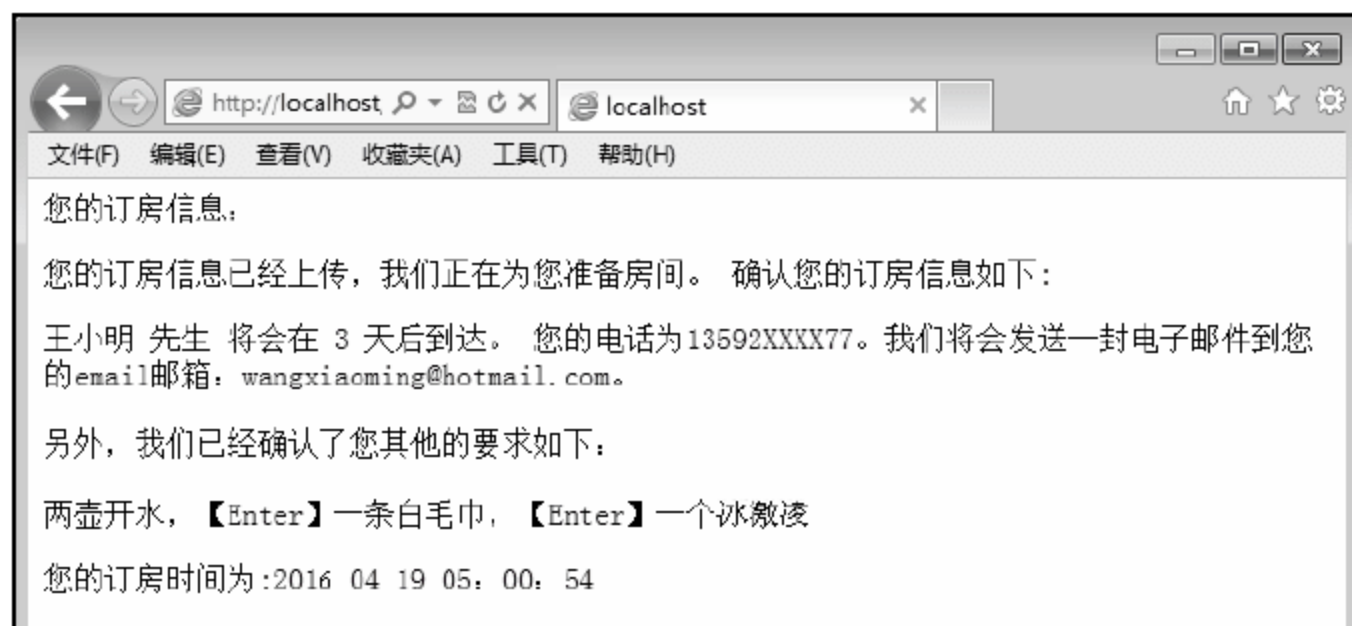 http://localhost, localhost
文件(F) 编辑(E) 查看(V) 收藏夹(A) 工具(T) 帮助(H)
您的订房信息：
您的订房信息已经上传，我们正在为您准备房间。 确认您的订房信息如下：
王小明 先生 将会在 3 天后到达。 您的电话为13592XXXX77。我们将会发送一封电子邮件到您
的email邮箱：wangxiaoming@hotmail.com。
另外，我们已经确认了您其他的要求如下：
两壶开水，【Enter】一条白毛巾，【Enter】一个冰激凌
您的订房时间为:2016 04 19 05：00：54